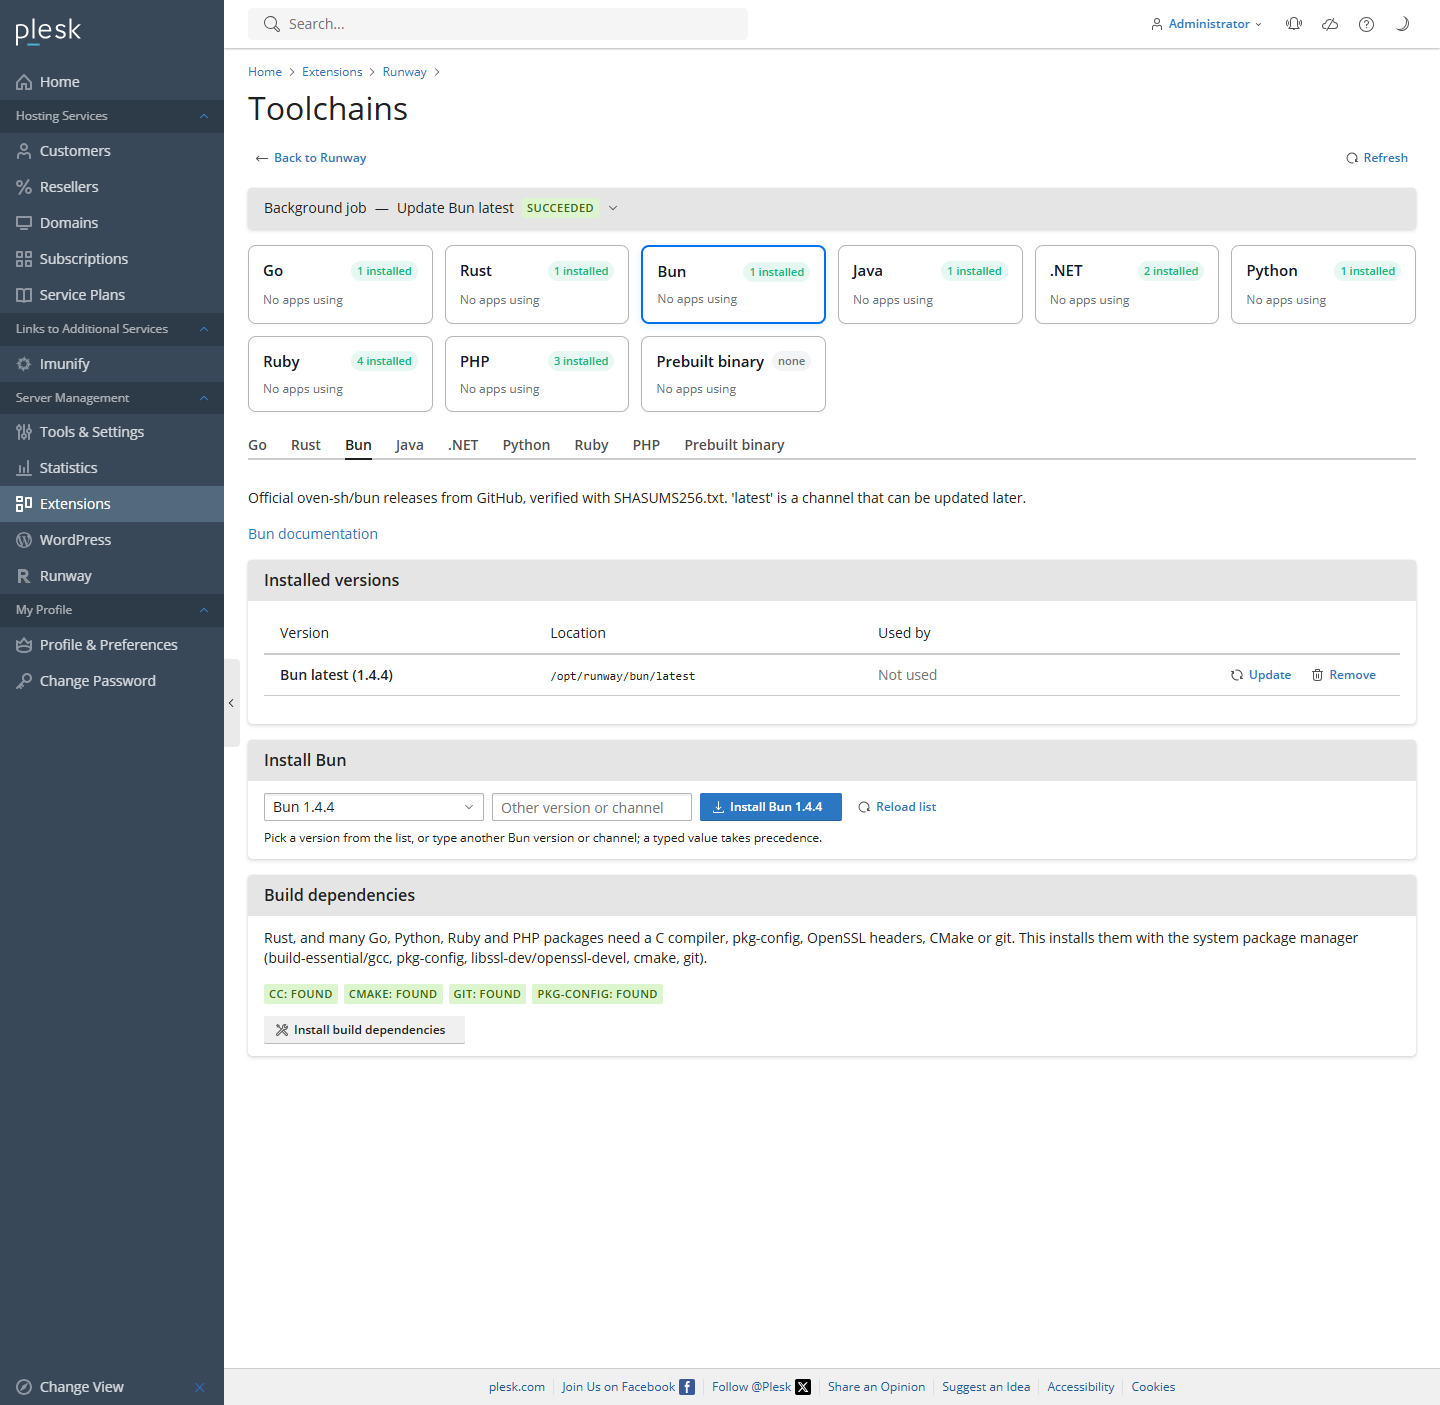 plesk
Search...
Administrator
Home
Hosting Services
Customers
Resellers
Domains
Subscriptions
Service Plans
Links to Additional Services
Imunify
Server Management
Tools & Settings
Statistics
Extensions
WordPress
Runway
My Profile
Profile & Preferences
Change Password
Change View
Home > Extensions > Runway >
Toolchains
Back to Runway
Refresh
Background job — Update Bun latest SUCCEEDED
Go 1 installed
No apps using
Rust 1 installed
No apps using
Bun 1 installed
No apps using
Java 1 installed
No apps using
.NET 2 installed
No apps using
Python 1 installed
No apps using
Ruby 4 installed
No apps using
PHP 3 installed
No apps using
Prebuilt binary none
No apps using
Go Rust Bun Java .NET Python Ruby PHP Prebuilt binary
Official oven-sh/bun releases from GitHub, verified with SHASUMS256.txt. 'latest' is a channel that can be updated later.
Bun documentation
Installed versions
Version Location Used by
Bun latest (1.4.4) /opt/runway/bun/latest Not used Update Remove
Install Bun
Bun 1.4.4 Other version or channel Install Bun 1.4.4 Reload list
Pick a version from the list, or type another Bun version or channel; a typed value takes precedence.
Build dependencies
Rust, and many Go, Python, Ruby and PHP packages need a C compiler, pkg-config, OpenSSL headers, CMake or git. This installs them with the system package manager
(build-essential/gcc, pkg-config, libssl-dev/openssl-devel, cmake, git).
CC: FOUND CMAKE: FOUND GIT: FOUND PKG-CONFIG: FOUND
Install build dependencies
plesk.com Join Us on Facebook Follow @Plesk Share an Opinion Suggest an Idea Accessibility Cookies